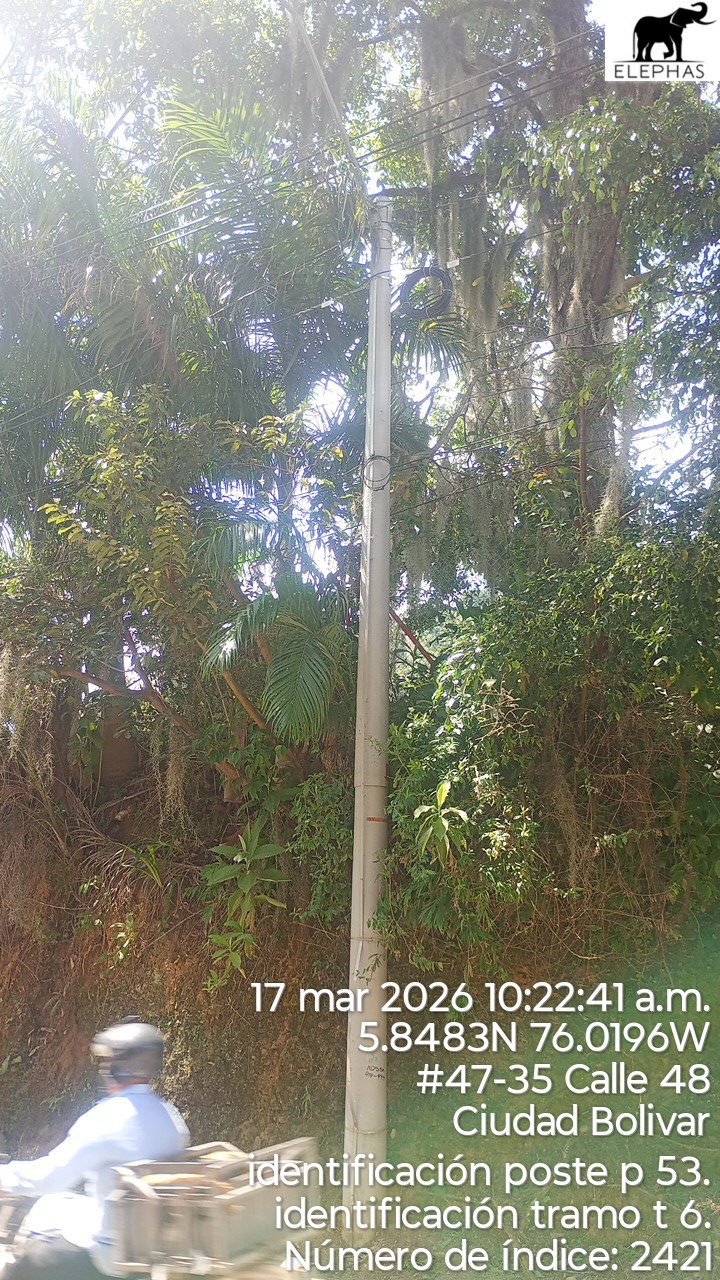 ELEPHAS
17 mar 2026 10:22:41 a.m.
5.8483N 76.0196W
#47-35 Calle 48
Ciudad Bolivar
identificación poste p 53.
identificación tramo t 6.
Número de índice: 2421